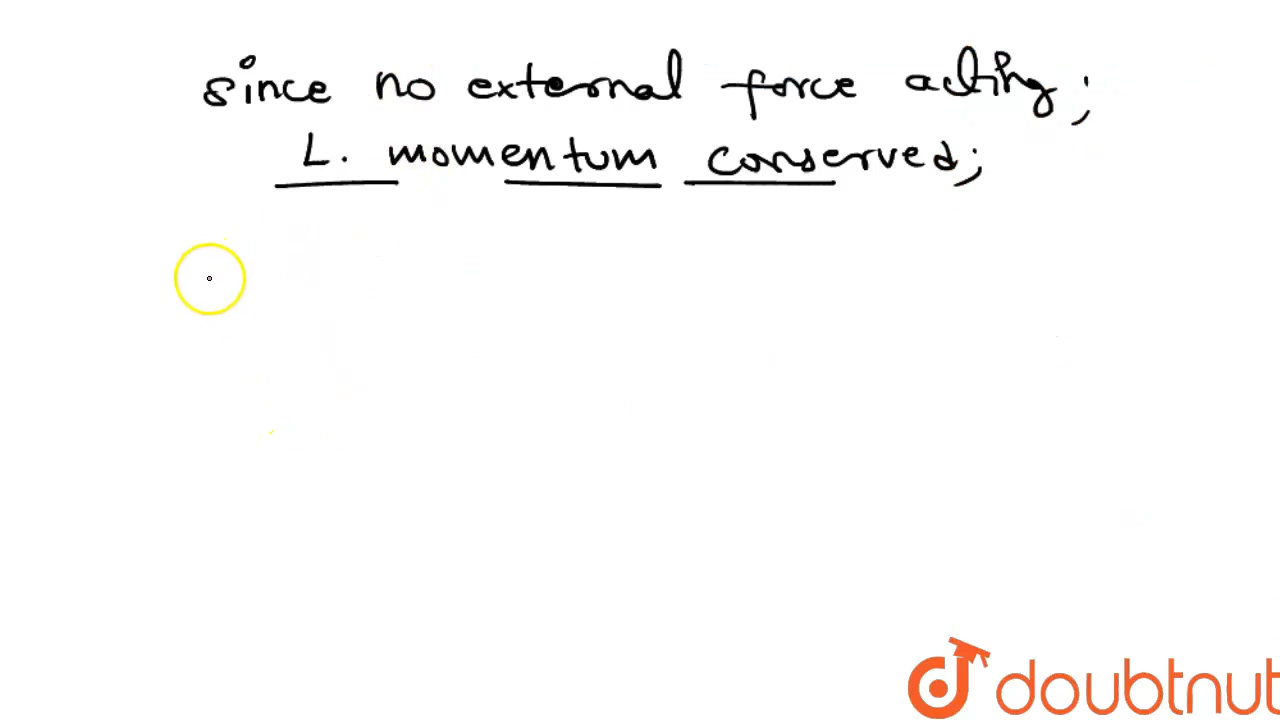 since no external force acting;
L. momentum conserved;
doubtnut